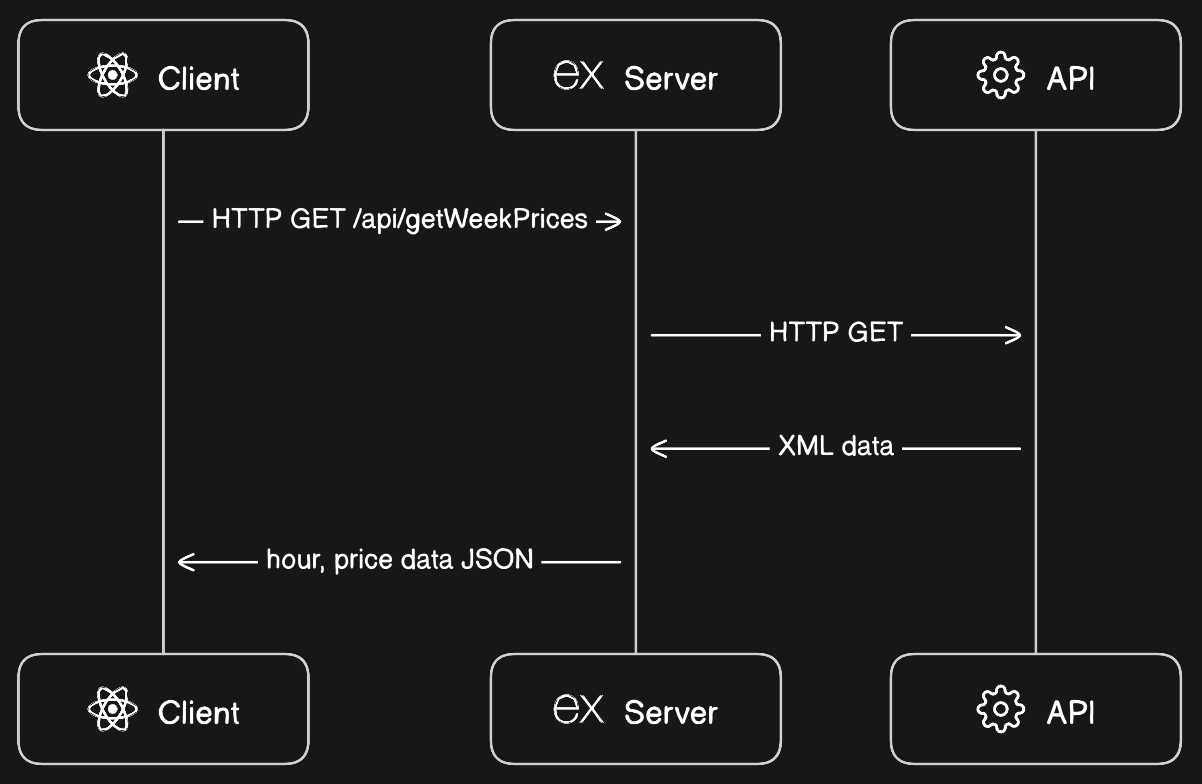 Client
ex Server
API
HTTP GET /api/getWeekPrices
HTTP GET
XML data
hour, price data JSON
Client
ex Server
API